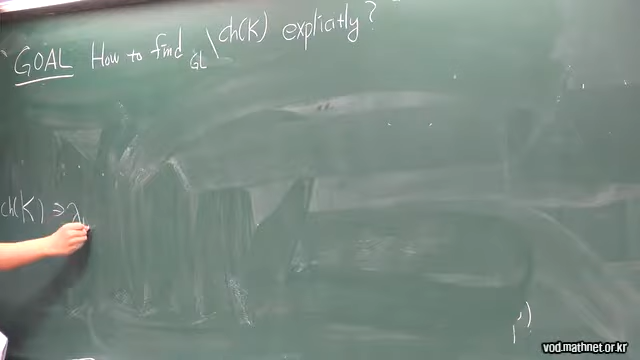 GOAL How to find GL\ch(K) explicitly?
ch(K) ∋ λ
vod.mathnet.or.kr